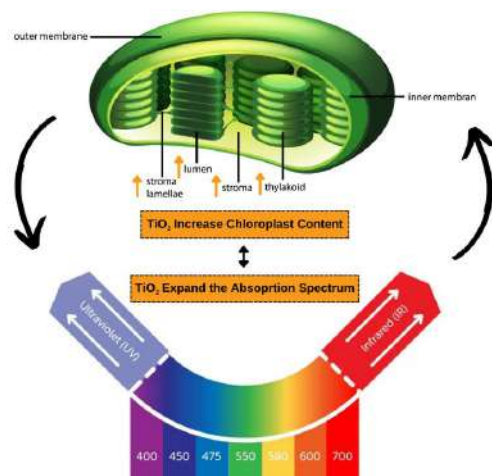 outer membrane
inner membran
lumen
stroma
lamellae
stroma
thylakoid
TiO₂ Increase Chloroplast Content
TiO₂ Expand the Absoprtion Spectrum
Ultraviolet (UV)
Infrared (IR)
400 450 475 550 580 600 700